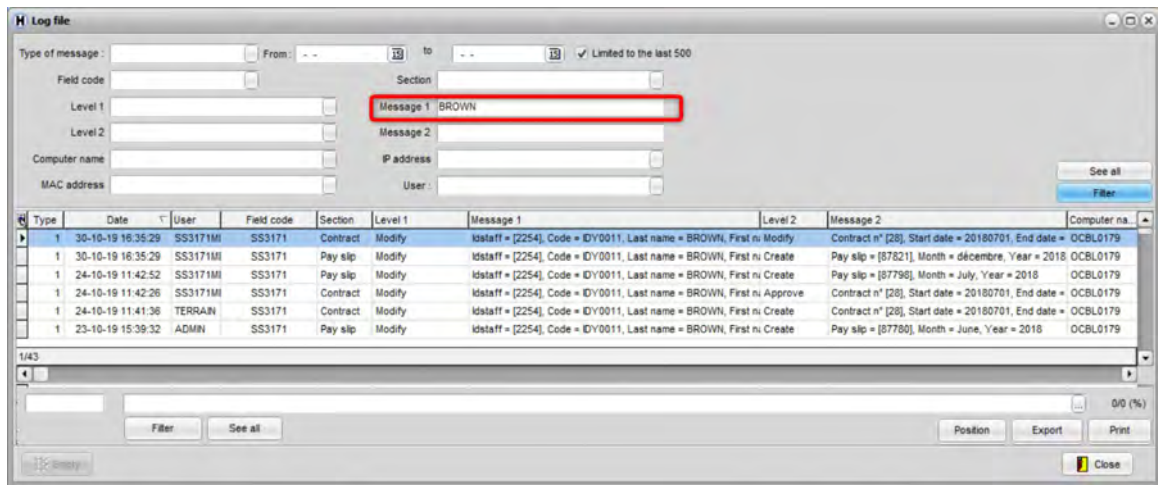 Log file
Type of message : From : - - 15 to - - 15 Limited to the last 500
Field code Section
Level 1 Message 1 BROWN
Level 2 Message 2
Computer name IP address
MAC address User :
See all
Filter
Type Date User Field code Section Level 1 Message 1 Level 2 Message 2 Computer na...
1 30-10-19 16:35:29 SS3171MI SS3171 Contract Modify Idstaff = [2254], Code = IDY0011, Last name = BROWN, First na Modify Contract n° [28], Start date = 20180701, End date = OCBL0179
1 30-10-19 16:35:29 SS3171MI SS3171 Pay slip Modify Idstaff = [2254], Code = IDY0011, Last name = BROWN, First na Create Pay slip = [87821], Month = décembre, Year = 2018 OCBL0179
1 24-10-19 11:42:52 SS3171MI SS3171 Pay slip Modify Idstaff = [2254], Code = IDY0011, Last name = BROWN, First na Create Pay slip = [87798], Month = July, Year = 2018 OCBL0179
1 24-10-19 11:42:26 SS3171MI SS3171 Contract Modify Idstaff = [2254], Code = IDY0011, Last name = BROWN, First na Approve Contract n° [28], Start date = 20180701, End date = OCBL0179
1 24-10-19 11:41:36 TERRAIN SS3171 Contract Modify Idstaff = [2254], Code = IDY0011, Last name = BROWN, First na Create Contract n° [28], Start date = 20180701, End date = OCBL0179
1 23-10-19 15:39:32 ADMIN SS3171 Pay slip Modify Idstaff = [2254], Code = IDY0011, Last name = BROWN, First na Create Pay slip = [87780], Month = June, Year = 2018 OCBL0179
1/43
0/0 (%)
Filter See all Position Export Print
Empty Close